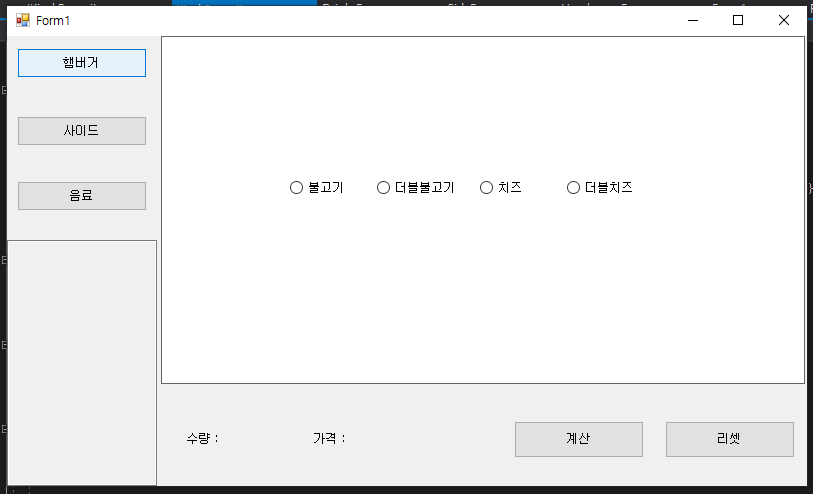 Form1
햄버거
사이드
음료
불고기 더블불고기 치즈 더블치즈
수량 : 가격 : 계산 리셋
}